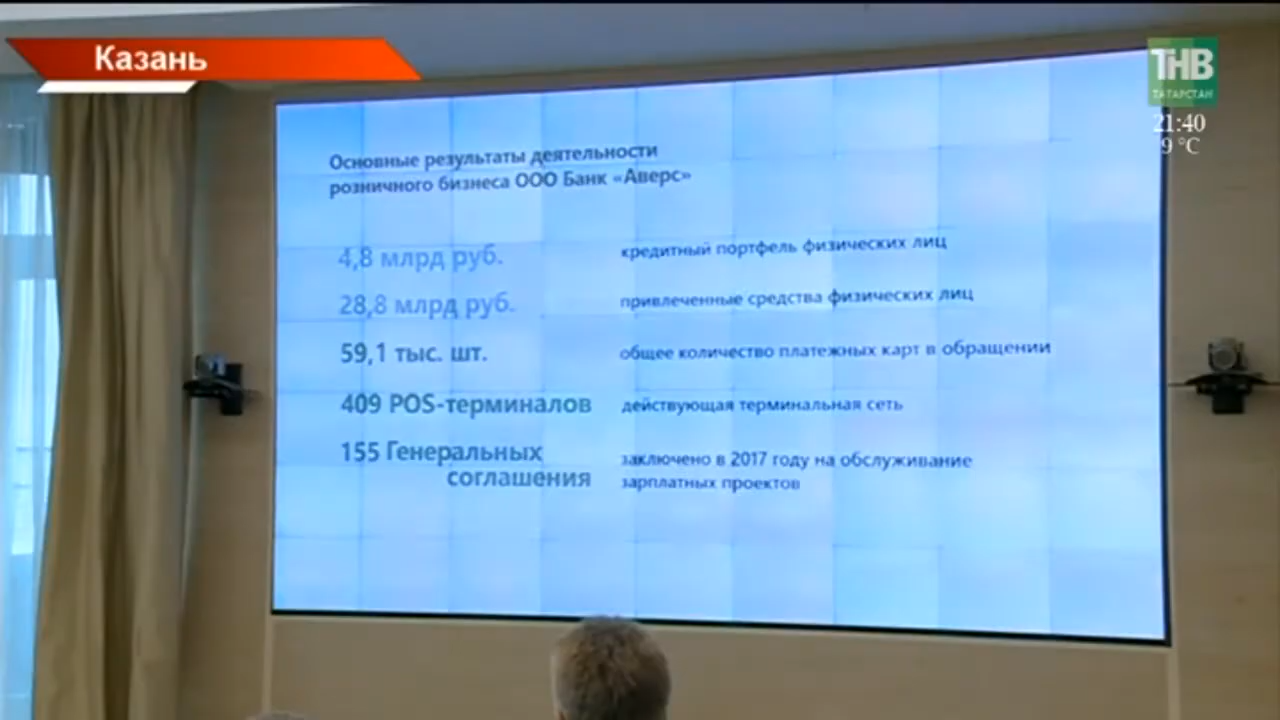 Казань
ТНВ
ТАТАРСТАН
21:40
9 °C
Основные результаты деятельности
розничного бизнеса ООО Банк «Аверс»
4,8 млрд руб.
кредитный портфель физических лиц
28,8 млрд руб.
привлеченные средства физических лиц
59,1 тыс. шт.
общее количество платежных карт в обращении
409 POS-терминалов
действующая терминальная сеть
155 Генеральных
соглашения
заключено в 2017 году на обслуживание
зарплатных проектов